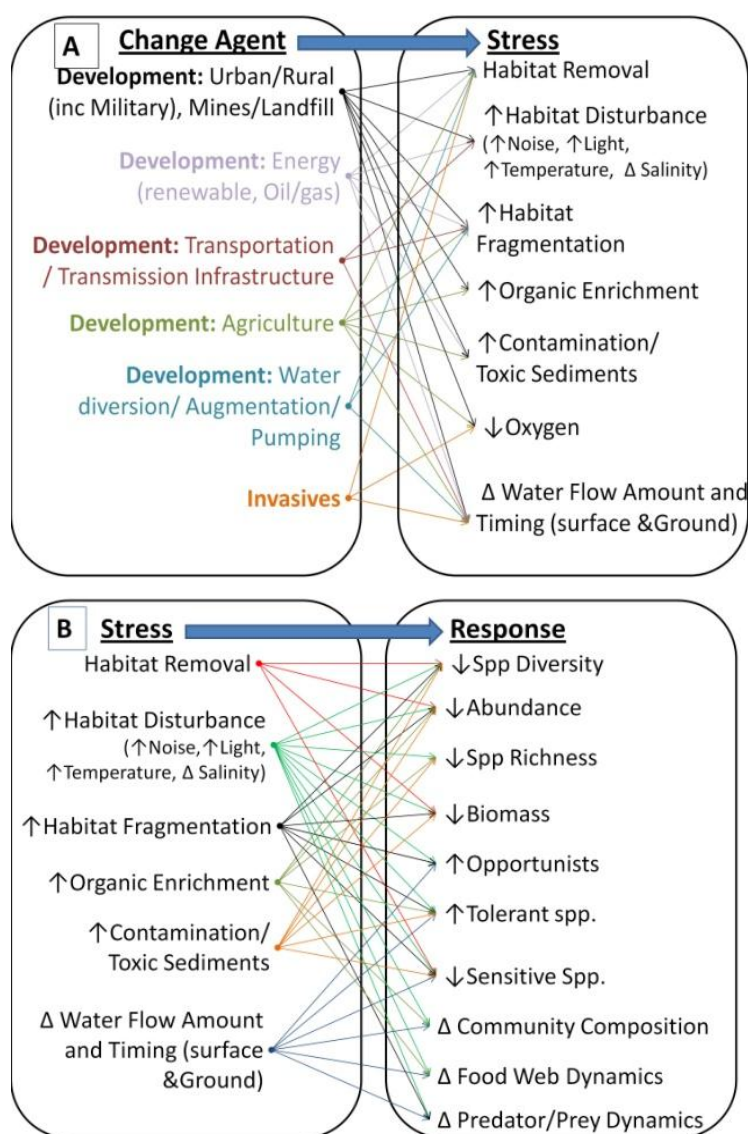 A
Change Agent
Stress
Development: Urban/Rural
(inc Military), Mines/Landfill
Development: Energy
(renewable, Oil/gas)
Development: Transportation
/ Transmission Infrastructure
Development: Agriculture
Development: Water
diversion/ Augmentation/
Pumping
Invasives
Habitat Removal
↑Habitat Disturbance
(↑Noise, ↑Light,
↑Temperature, Δ Salinity)
↑Habitat
Fragmentation
↑Organic Enrichment
↑Contamination/
Toxic Sediments
↓Oxygen
Δ Water Flow Amount and
Timing (surface &Ground)
B
Stress
Response
Habitat Removal
↑Habitat Disturbance
(↑Noise,↑Light,
↑Temperature, Δ Salinity)
↑Habitat Fragmentation
↑Organic Enrichment
↑Contamination/
Toxic Sediments
Δ Water Flow Amount
and Timing (surface
&Ground)
↓Spp Diversity
↓Abundance
↓Spp Richness
↓Biomass
↑Opportunists
↑Tolerant spp.
↓Sensitive Spp.
Δ Community Composition
Δ Food Web Dynamics
Δ Predator/Prey Dynamics